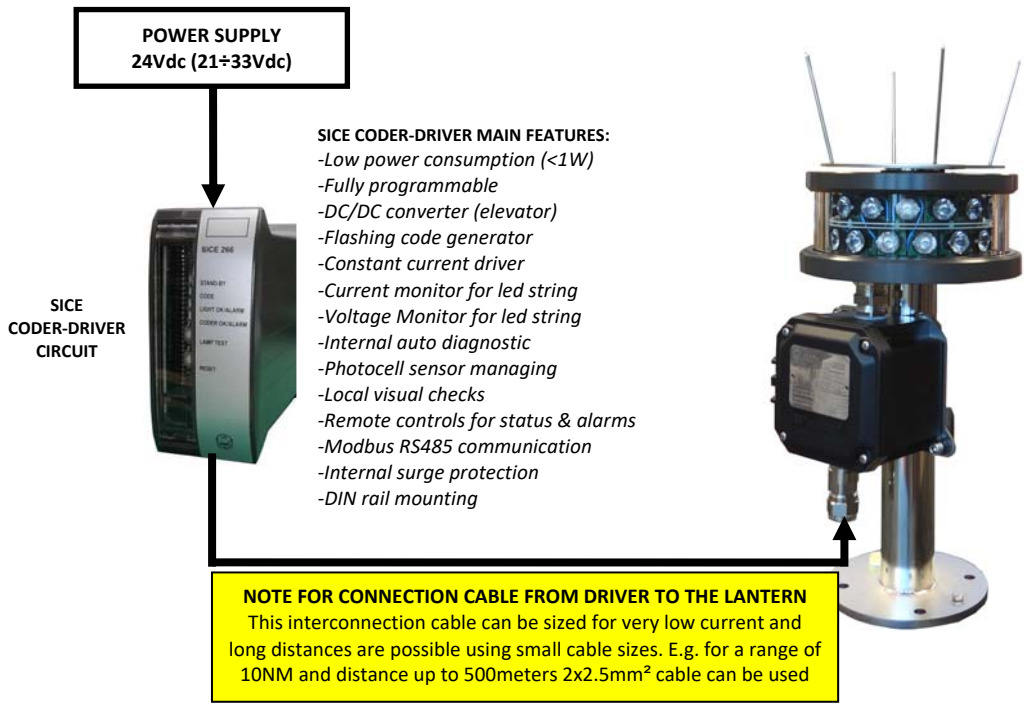 POWER SUPPLY
24Vdc (21÷33Vdc)
SICE CODER-DRIVER MAIN FEATURES:
-Low power consumption (<1W)
-Fully programmable
-DC/DC converter (elevator)
-Flashing code generator
-Constant current driver
-Current monitor for led string
-Voltage Monitor for led string
-Internal auto diagnostic
-Photocell sensor managing
-Local visual checks
-Remote controls for status & alarms
-Modbus RS485 communication
-Internal surge protection
-DIN rail mounting
SICE
CODER-DRIVER
CIRCUIT
SICE 266
STAND-BY
CODE
LIGHT OK/ALARM
CODER OK/ALARM
LAMP TEST
RESET
NOTE FOR CONNECTION CABLE FROM DRIVER TO THE LANTERN
This interconnection cable can be sized for very low current and
long distances are possible using small cable sizes. E.g. for a range of
10NM and distance up to 500meters 2x2.5mm² cable can be used